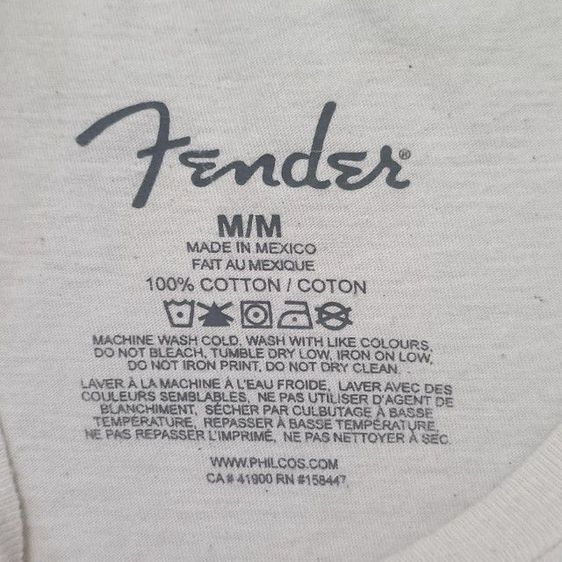 Fender®
M/M
MADE IN MEXICO
FAIT AU MEXIQUE
100% COTTON / COTON
MACHINE WASH COLD, WASH WITH LIKE COLOURS,
DO NOT BLEACH, TUMBLE DRY LOW, IRON ON LOW,
DO NOT IRON PRINT, DO NOT DRY CLEAN.
LAVER À LA MACHINE À L'EAU FROIDE, LAVER AVEC DES
COULEURS SEMBLABLES, NE PAS UTILISER D'AGENT DE
BLANCHIMENT, SÉCHER PAR CULBUTAGE À BASSE
TEMPÉRATURE, REPASSER À BASSE TEMPÉRATURE,
NE PAS REPASSER L'IMPRIMÉ, NE PAS NETTOYER À SEC.
WWW.PHILCOS.COM
CA# 41900 RN #158447